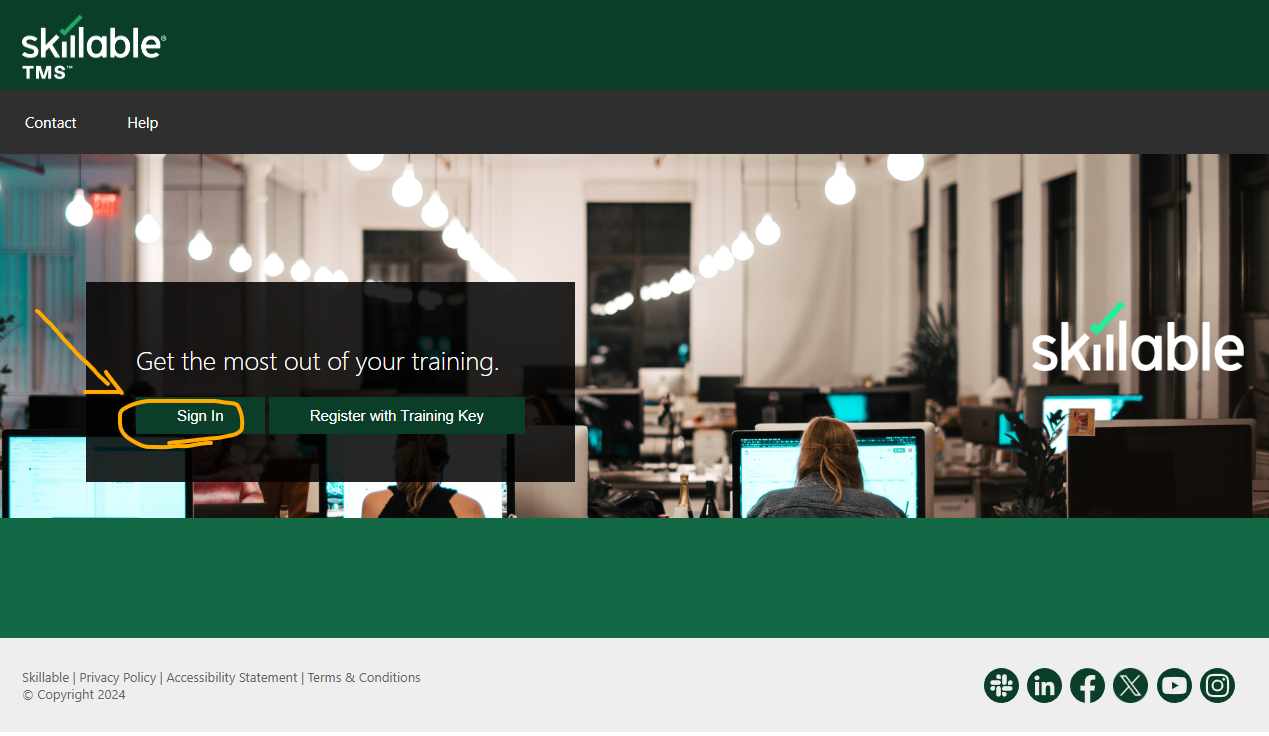 skillable®
TMS™
Contact Help
Get the most out of your training.
Sign In Register with Training Key
skillable
Skillable | Privacy Policy | Accessibility Statement | Terms & Conditions
© Copyright 2024